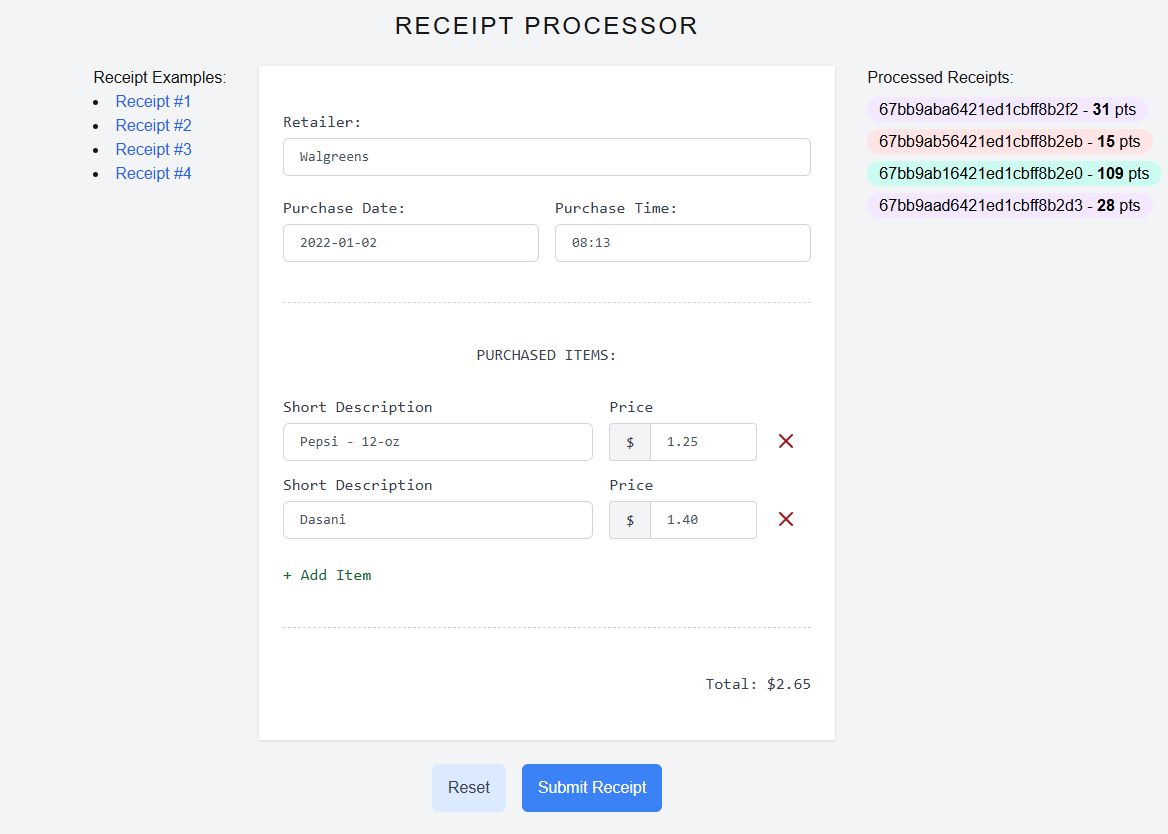 RECEIPT PROCESSOR
Receipt Examples:
Receipt #1
Receipt #2
Receipt #3
Receipt #4
Retailer:
Walgreens
Purchase Date: Purchase Time:
2022-01-02 08:13
PURCHASED ITEMS:
Short Description Price
Pepsi - 12-oz $ 1.25
Short Description Price
Dasani $ 1.40
+ Add Item
Total: $2.65
Reset Submit Receipt
Processed Receipts:
67bb9aba6421ed1cbff8b2f2 - 31 pts
67bb9ab56421ed1cbff8b2eb - 15 pts
67bb9ab16421ed1cbff8b2e0 - 109 pts
67bb9aad6421ed1cbff8b2d3 - 28 pts